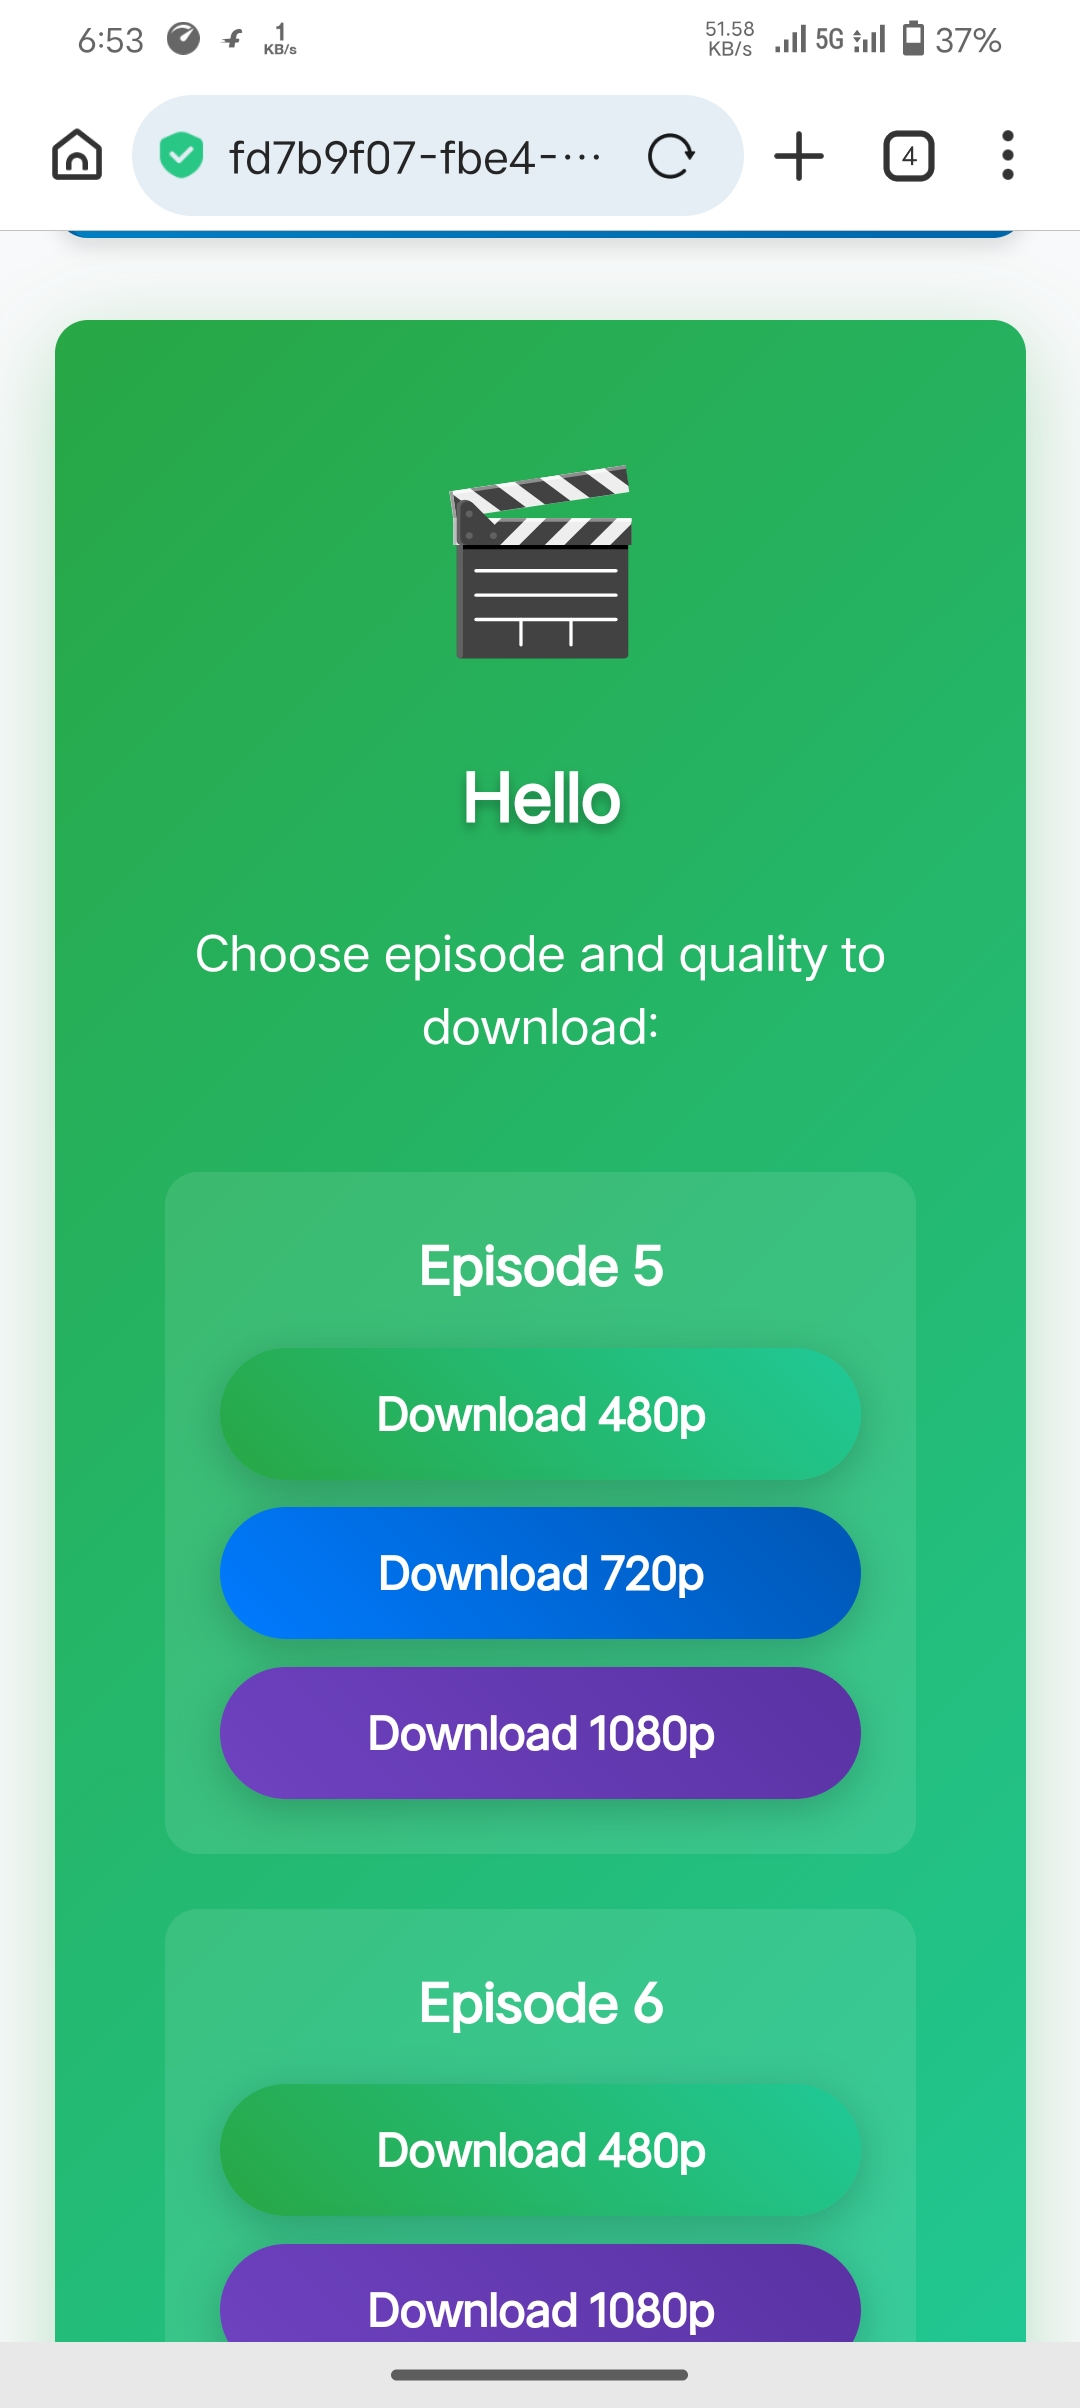 6:53 1 KB/s 51.58 KB/s 5G 37%
fd7b9f07-fbe4-··· 4
Hello
Choose episode and quality to
download:
Episode 5
Download 480p
Download 720p
Download 1080p
Episode 6
Download 480p
Download 1080p